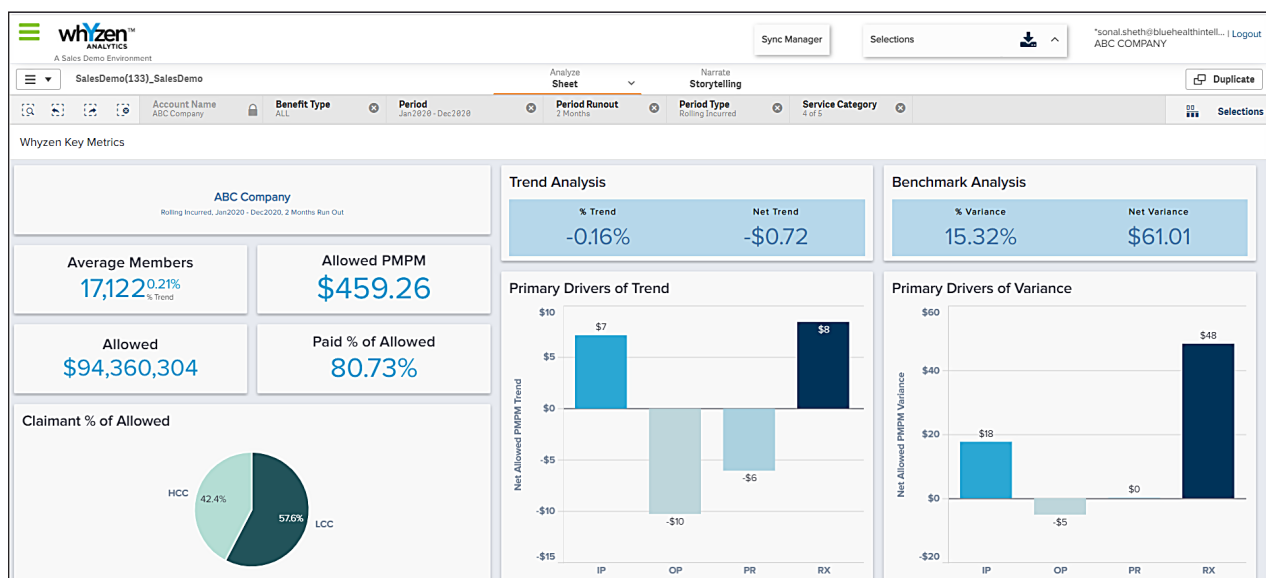 whYzen™
ANALYTICS
A Sales Demo Environment
Sync Manager
Selections
"sonal.sheth@bluehealthintell... | Logout
ABC COMPANY
SalesDemo(133)_SalesDemo
Analyze
Sheet
Narrate
Storytelling
Duplicate
Account Name
ABC Company
Benefit Type
ALL
Period
Jan2020 - Dec2020
Period Runout
2 Months
Period Type
Rolling Incurred
Service Category
4 of 5
Selections
Whyzen Key Metrics
ABC Company
Rolling Incurred, Jan2020 - Dec2020, 2 Months Run Out
Average Members
17,122 0.21%
% Trend
Allowed PMPM
$459.26
Allowed
$94,360,304
Paid % of Allowed
80.73%
Claimant % of Allowed
HCC
42.4%
57.6%
LCC
Trend Analysis
% Trend
Net Trend
-0.16%
-$0.72
Primary Drivers of Trend
Net Allowed PMPM Trend
$10
$5
$0
-$5
-$10
-$15
$7
-$10
-$6
$8
IP
OP
PR
RX
Benchmark Analysis
% Variance
Net Variance
15.32%
$61.01
Primary Drivers of Variance
Net Allowed PMPM Variance
$60
$40
$20
$0
-$20
$18
-$5
$0
$48
IP
OP
PR
RX